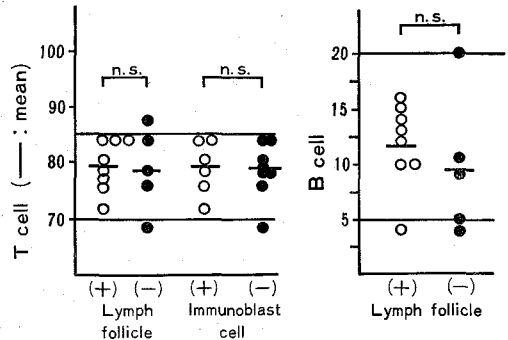 T cell (—: mean)
100
90
80
70
n.s.
n.s.
(+) (−) (+) (−)
Lymph follicle
Immunoblast cell
B cell
20
15
10
5
n.s.
(+) (−)
Lymph follicle